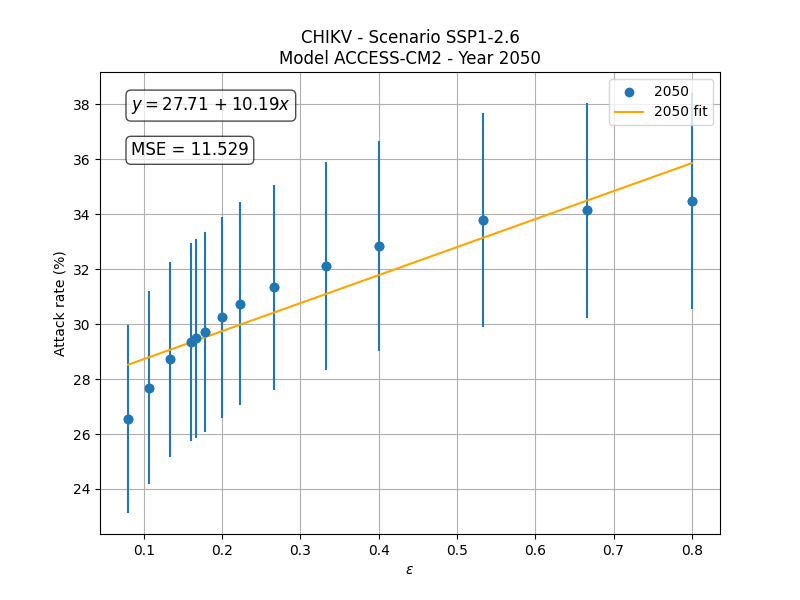 CHIKV - Scenario SSP1-2.6
Model ACCESS-CM2 - Year 2050
y = 27.71 + 10.19x
MSE = 11.529
2050
2050 fit
Attack rate (%)
38
36
34
32
30
28
26
24
0.1 0.2 0.3 0.4 0.5 0.6 0.7 0.8
ε